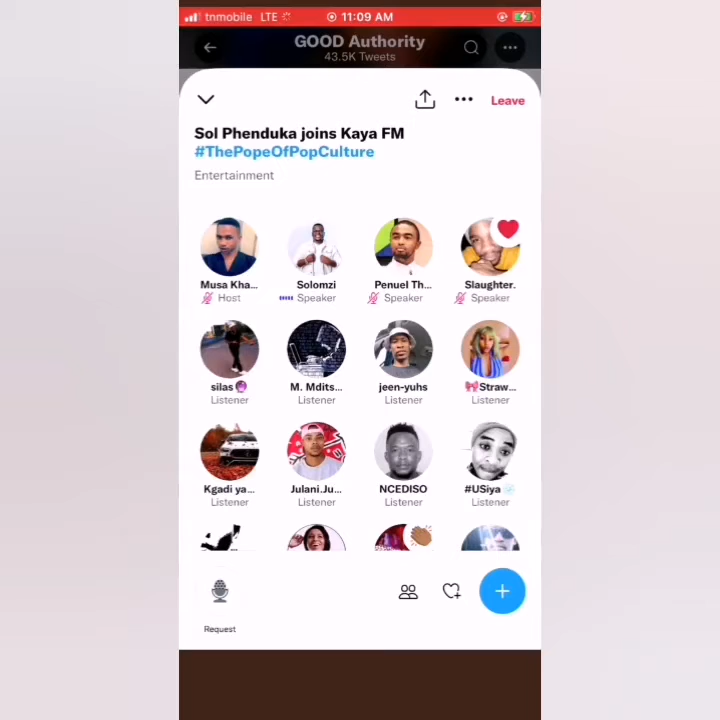 tnmobile LTE 11:09 AM
GOOD Authority
43.5K Tweets
Leave
Sol Phenduka joins Kaya FM
#ThePopeOfPopCulture
Entertainment
Musa Kha... Solomzi Penuel Th... Slaughter.
Host Speaker Speaker Speaker
silas🔮 M. Mdits... jeen-yuhs 🎀Straw...
Listener Listener Listener Listener
Kgadi ya... Julani.Ju... NCEDISO #USiya
Listener Listener Listener Listener
Request